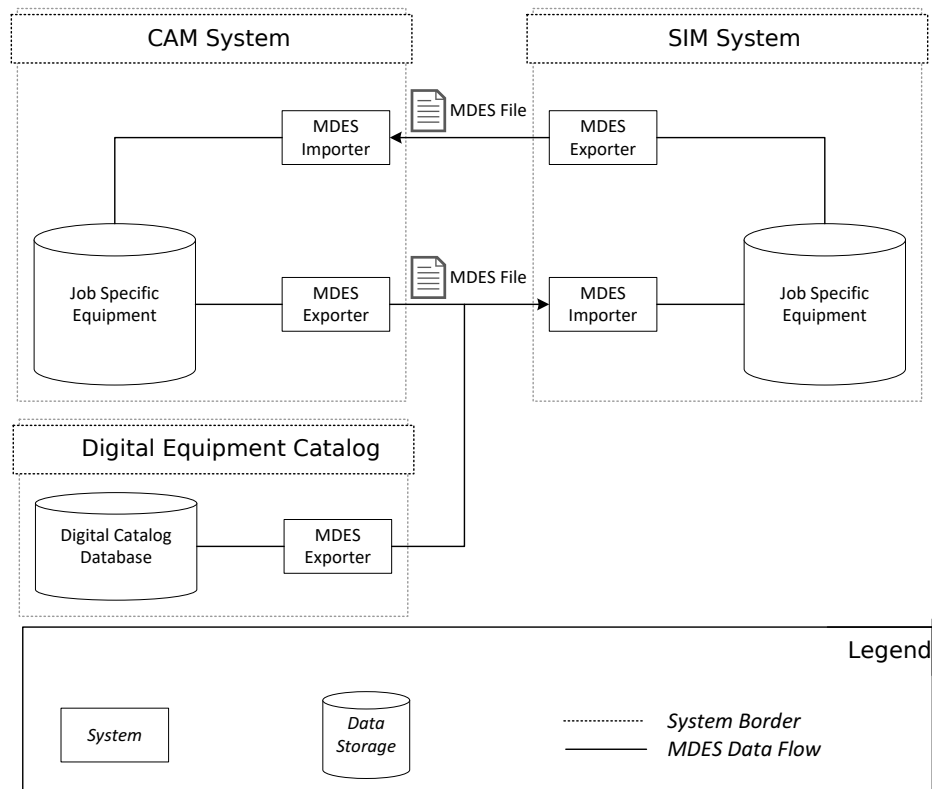 CAM System
SIM System
MDES File
MDES
Importer
MDES
Exporter
Job Specific
Equipment
MDES
Exporter
MDES File
MDES
Importer
Job Specific
Equipment
Digital Equipment Catalog
Digital Catalog
Database
MDES
Exporter
Legend
System
Data
Storage
System Border
MDES Data Flow